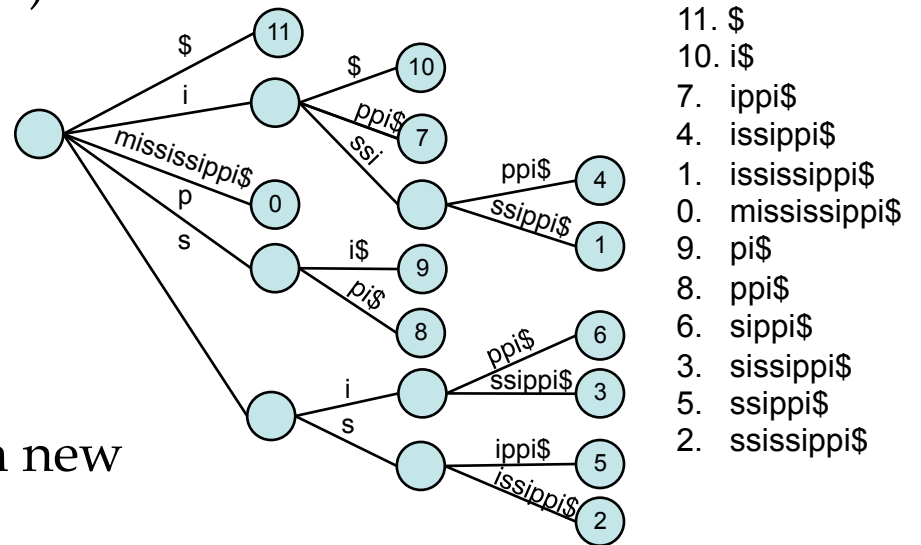 )
$
11
i
mississippi$
0
p
s
$
10
ppi$
7
ssi
ppi$
4
ssippi$
1
i$
9
pi$
8
i
s
ppi$
6
ssippi$
3
ippi$
5
issippi$
2
new
11. $
10. i$
7. ippi$
4. issippi$
1. ississippi$
0. mississippi$
9. pi$
8. ppi$
6. sippi$
3. sissippi$
5. ssippi$
2. ssissippi$